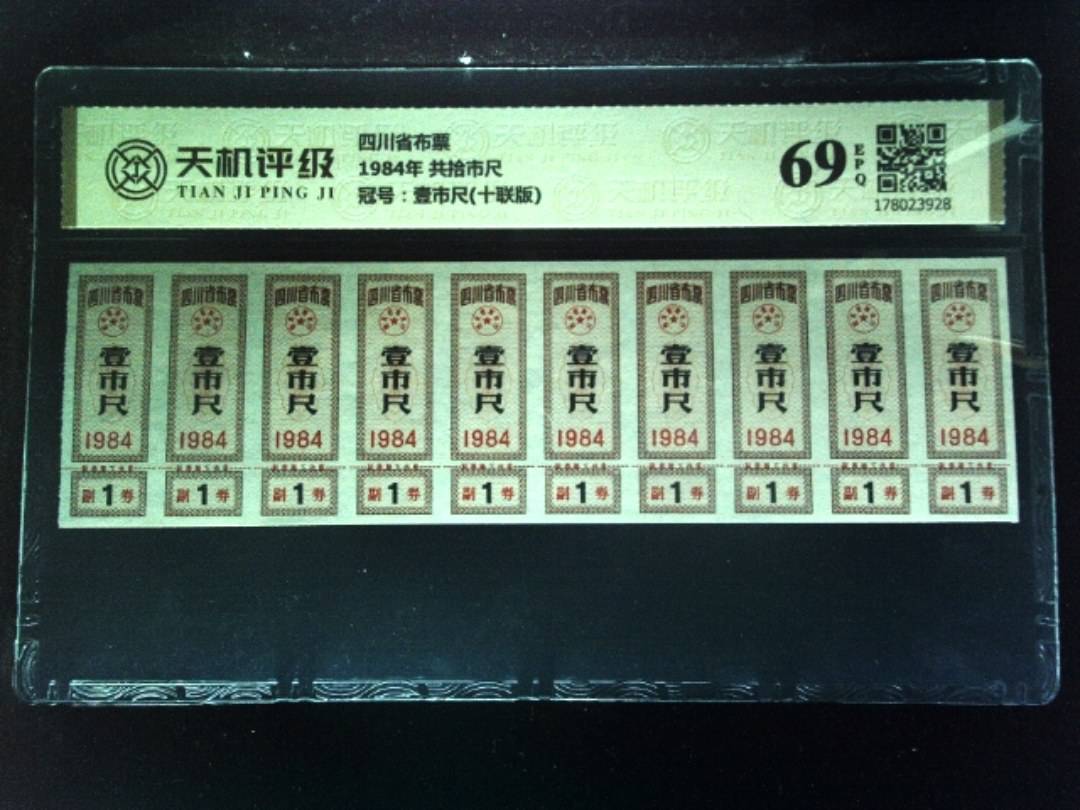 天机评级
TIAN JI PING JI
四川省布票
1984年 共拾市尺
冠号：壹市尺(十联版)
69
EPQ
178023928
四川省布票 四川省布票 四川省布票 四川省布票 四川省布票 四川省布票 四川省布票 四川省布票 四川省布票 四川省布票
壹市尺 壹市尺 壹市尺 壹市尺 壹市尺 壹市尺 壹市尺 壹市尺 壹市尺 壹市尺
1984 1984 1984 1984 1984 1984 1984 1984 1984 1984
副1券 副1券 副1券 副1券 副1券 副1券 副1券 副1券 副1券 副1券